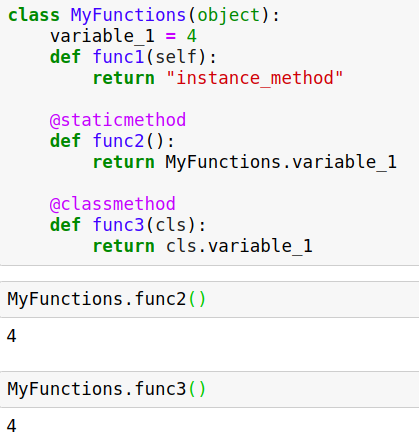 class MyFunctions(object):
    variable_1 = 4
    def func1(self):
        return "instance_method"

    @staticmethod
    def func2():
        return MyFunctions.variable_1

    @classmethod
    def func3(cls):
        return cls.variable_1
MyFunctions.func2()
4
MyFunctions.func3()
4